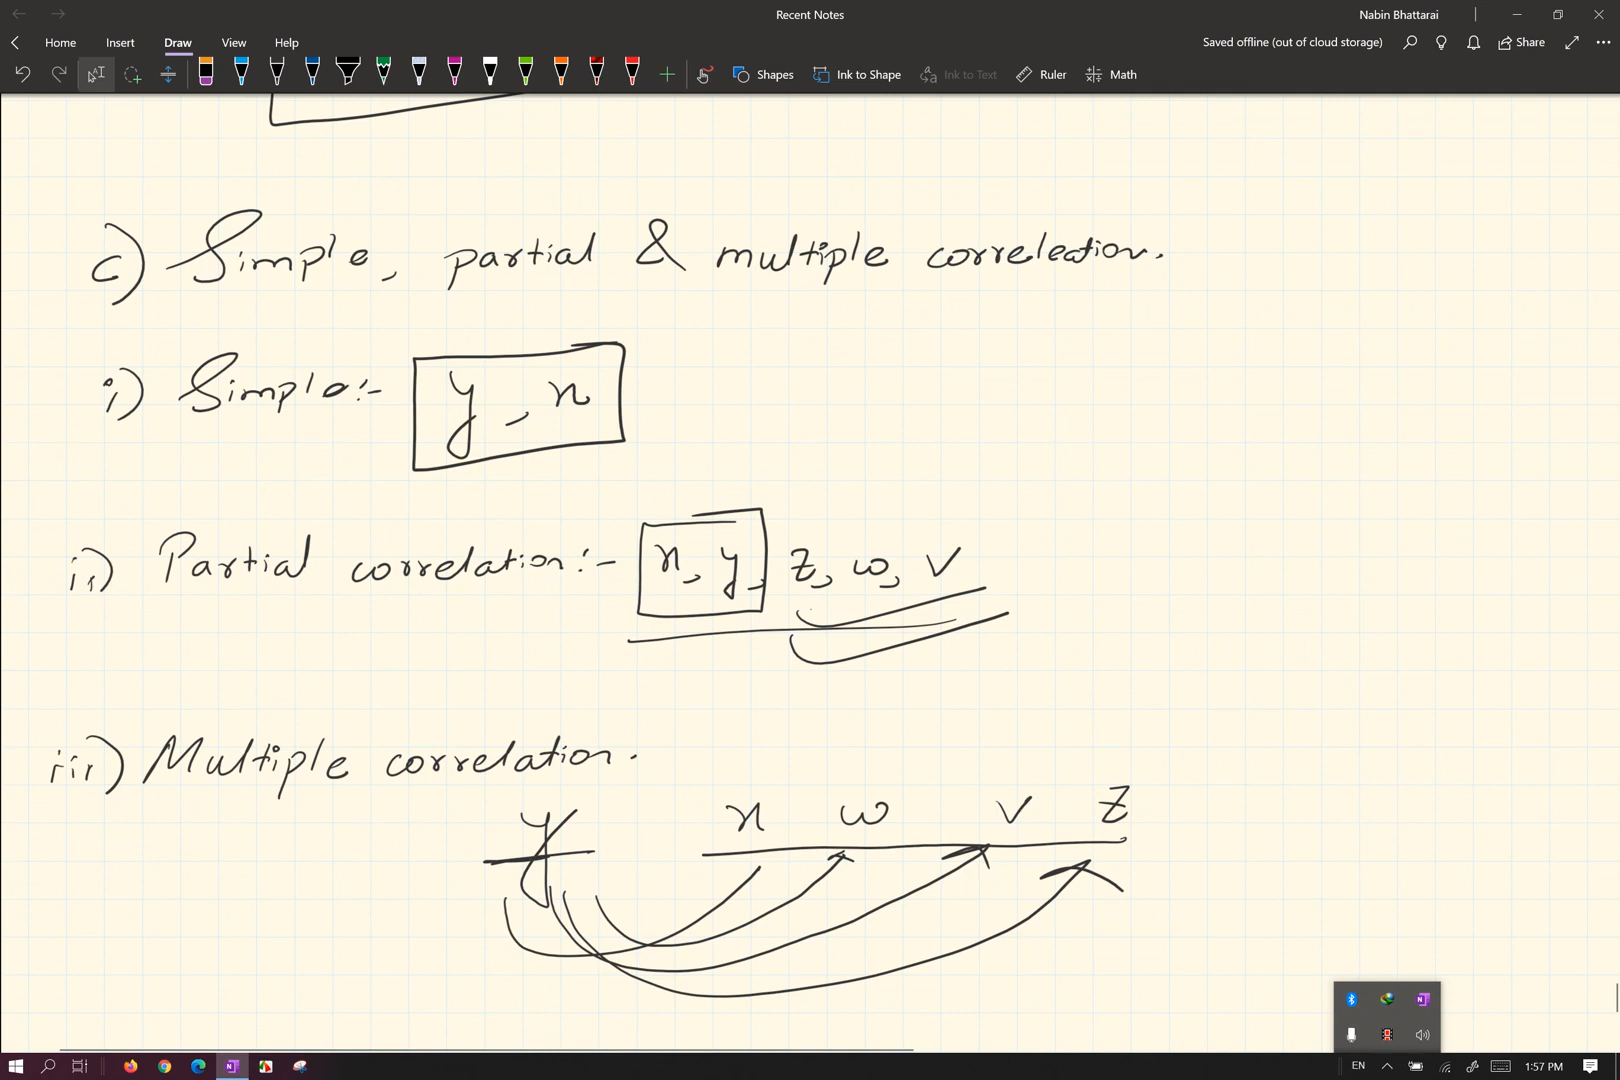 Recent Notes
Nabin Bhattarai
Home Insert Draw View Help
Saved offline (out of cloud storage)
Share
Shapes
Ink to Shape
Ink to Text
Ruler
Math
c) Simple, partial & multiple correleation.
i) Simple:- y, x
ii) Partial correlation:- x, y, z, w, v
iii) Multiple correlation.
y x w v z
EN
1:57 PM